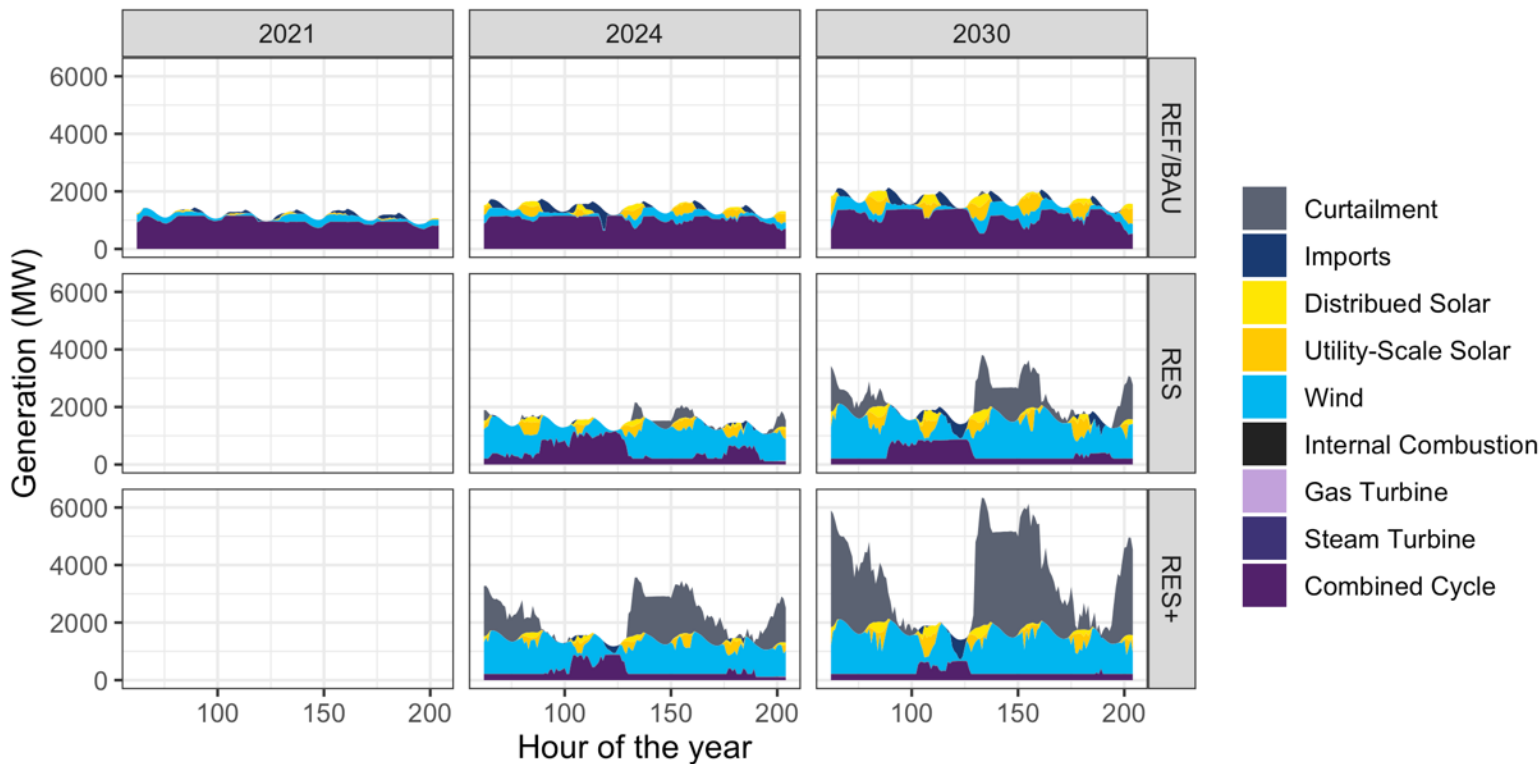 2021 2024 2030
6000
4000
2000
0
REF/BAU
6000
4000
2000
0
RES
6000
4000
2000
0
RES+
Generation (MW)
100 150 200 100 150 200 100 150 200
Hour of the year
Curtailment
Imports
Distribued Solar
Utility-Scale Solar
Wind
Internal Combustion
Gas Turbine
Steam Turbine
Combined Cycle